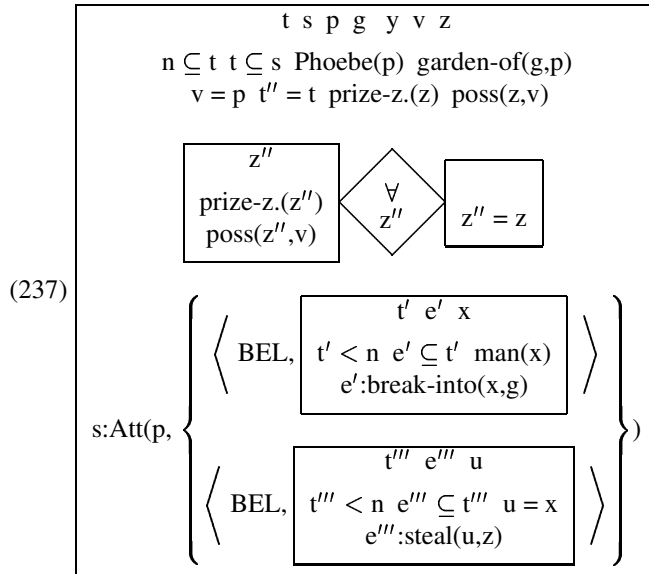 t s p g y v z
n ⊆ t t ⊆ s Phoebe(p) garden-of(g,p)
v = p t′′ = t prize-z.(z) poss(z,v)
z′′
prize-z.(z′′)
poss(z′′,v)
∀
z′′
z′′ = z
(237)
s:Att(p,
⟨ BEL,
t′ e′ x
t′ < n e′ ⊆ t′ man(x)
e′:break-into(x,g)
⟩
⟨ BEL,
t′′′ e′′′ u
t′′′ < n e′′′ ⊆ t′′′ u = x
e′′′:steal(u,z)
⟩
)